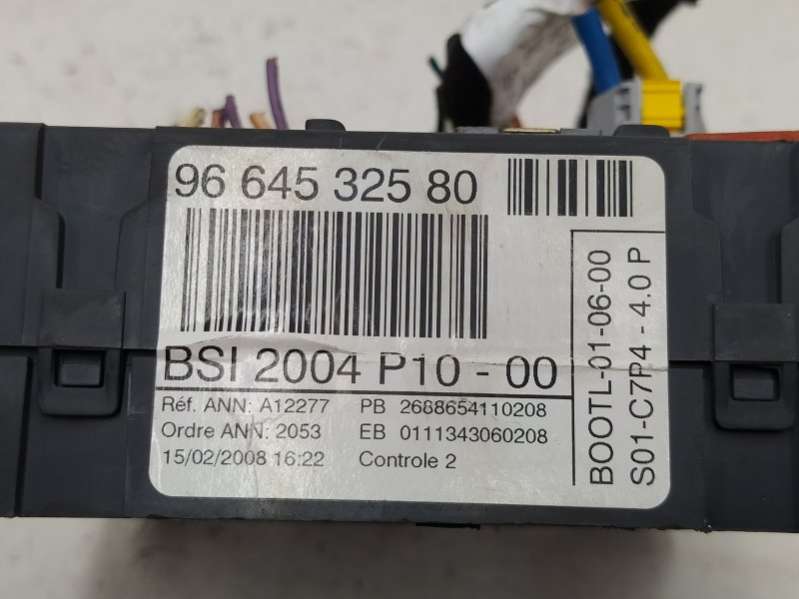 96 645 325 80
BSI 2004 P10 - 00
Réf. ANN: A12277 PB 2688654110208
Ordre ANN: 2053 EB 0111343060208
15/02/2008 16:22 Controle 2
BOOTL-01-06-00
S01-C7P4 - 4.0 P